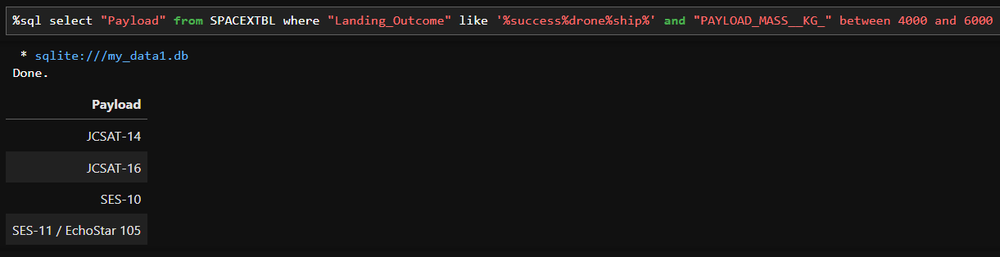 %sql select "Payload" from SPACEXTBL where "Landing_Outcome" like '%success%drone%ship%' and "PAYLOAD_MASS__KG_" between 4000 and 6000
* sqlite:///my_data1.db
Done.
Payload
JCSAT-14
JCSAT-16
SES-10
SES-11 / EchoStar 105